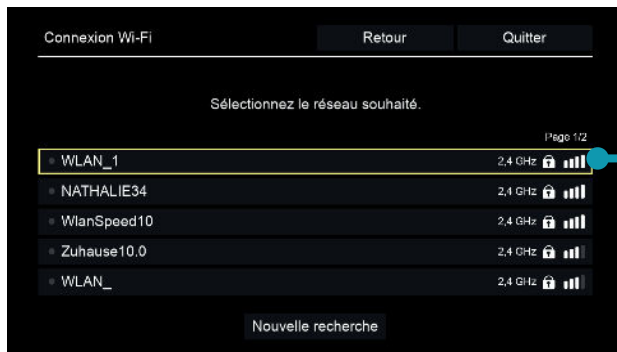 Connexion Wi-Fi Retour Quitter
Sélectionnez le réseau souhaité.
Page 1/2
WLAN_1 2,4 GHz
NATHALIE34 2,4 GHz
WlanSpeed10 2,4 GHz
Zuhause10.0 2,4 GHz
WLAN_ 2,4 GHz
Nouvelle recherche